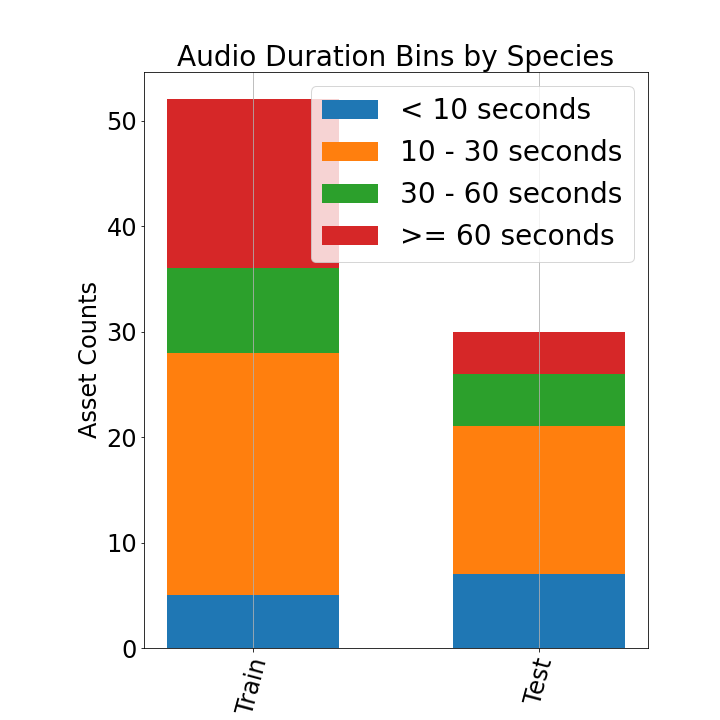 Audio Duration Bins by Species
< 10 seconds
10 - 30 seconds
30 - 60 seconds
>= 60 seconds
Asset Counts
50
40
30
20
10
0
Train
Test